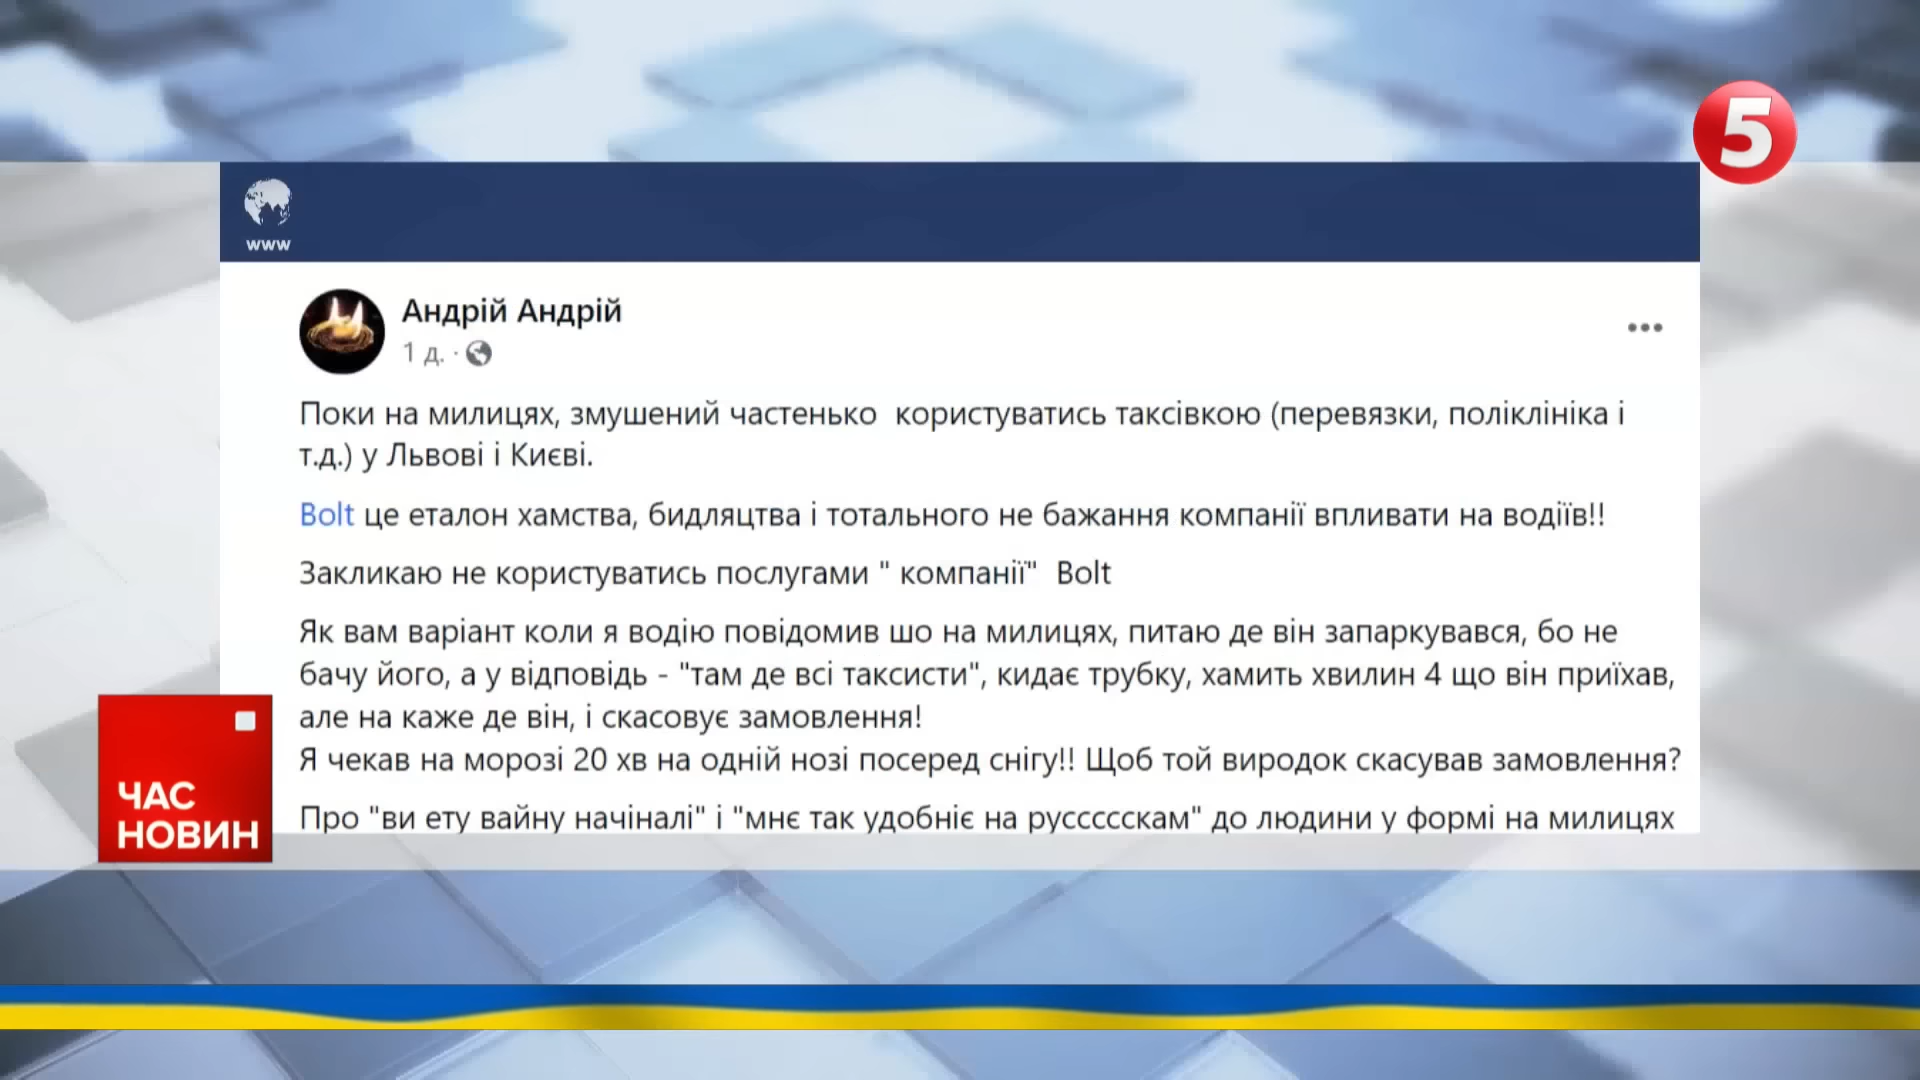 5
www
Андрій Андрій
1 д. ·
Поки на милицях, змушений частенько користуватись таксівкою (перевязки, поліклініка і
т.д.) у Львові і Києві.
Bolt це еталон хамства, бидляцтва і тотального не бажання компанії впливати на водіїв!!
Закликаю не користуватись послугами " компанії" Bolt
Як вам варіант коли я водію повідомив шо на милицях, питаю де він запаркувався, бо не
бачу його, а у відповідь - "там де всі таксисти", кидає трубку, хамить хвилин 4 що він приїхав,
але на каже де він, і скасовує замовлення!
Я чекав на морозі 20 хв на одній нозі посеред снігу!! Щоб той виродок скасував замовлення?
Про "ви ету вайну начіналі" і "мнє так удобніє на русссссскам" до людини у формі на милицях
ЧАС
НОВИН